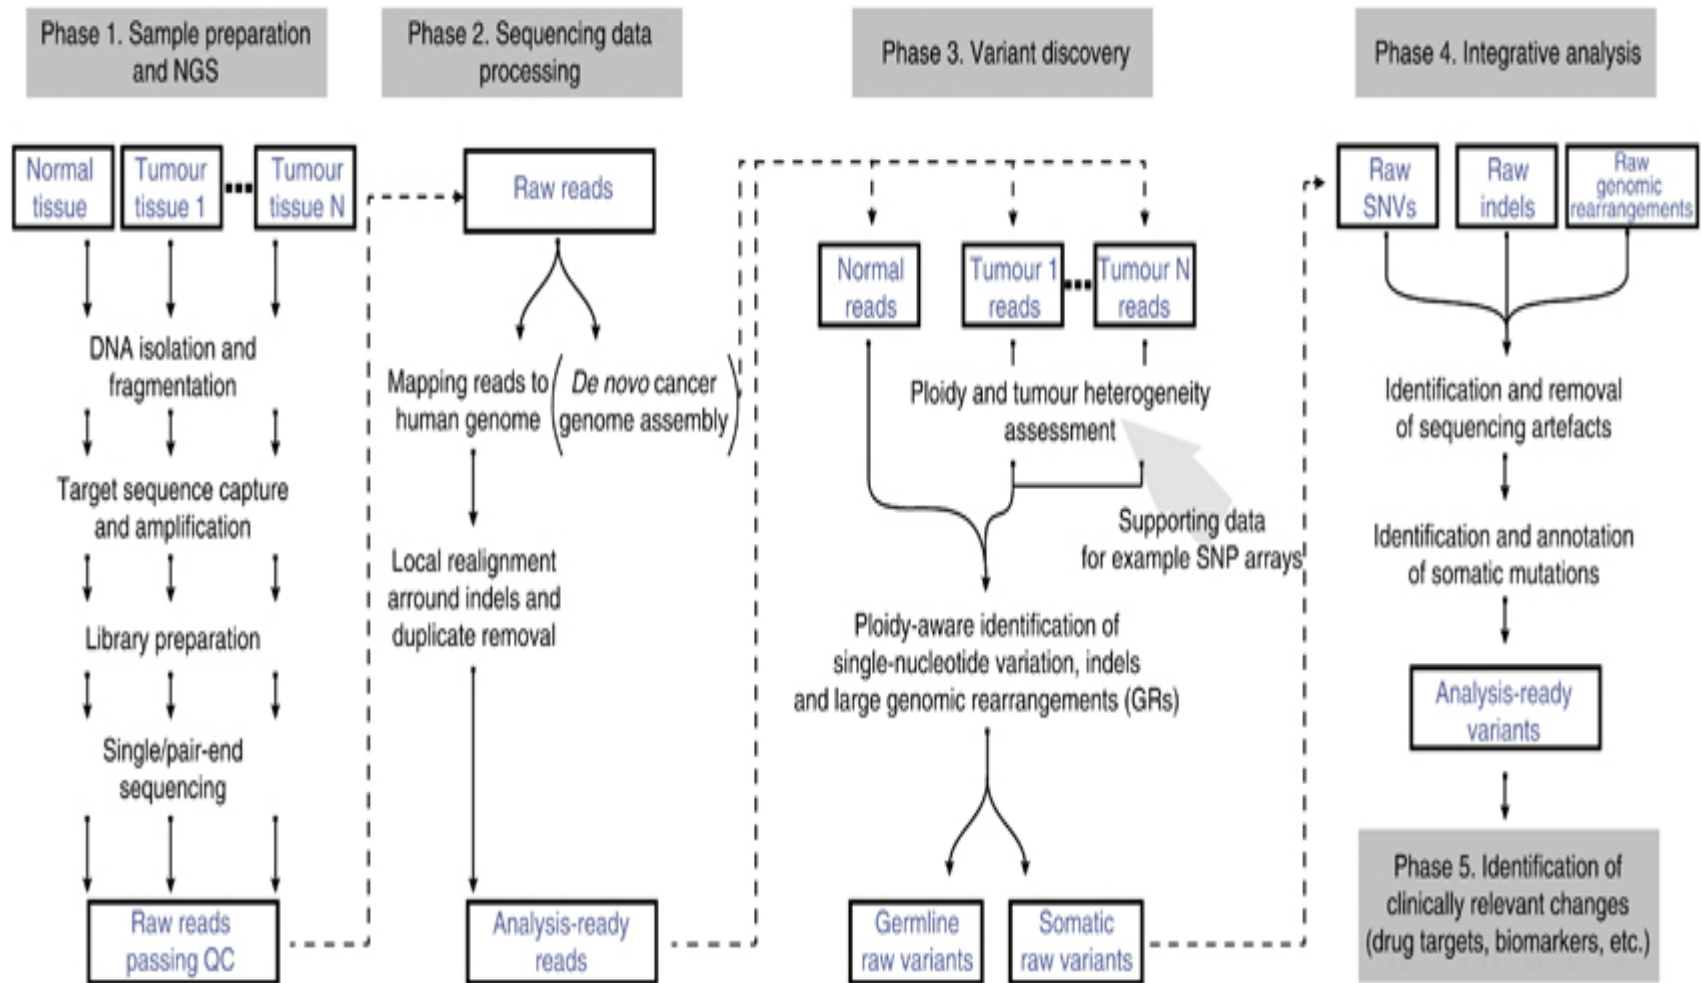 Phase 1. Sample preparation
and NGS
Normal
tissue
Tumour
tissue 1
Tumour
tissue N
DNA isolation and
fragmentation
Target sequence capture
and amplification
Library preparation
Single/pair-end
sequencing
Raw reads
passing QC
Phase 2. Sequencing data
processing
Raw reads
Mapping reads to
human genome
De novo cancer
genome assembly
Local realignment
arround indels and
duplicate removal
Analysis-ready
reads
Phase 3. Variant discovery
Normal
reads
Tumour 1
reads
Tumour N
reads
Ploidy and tumour heterogeneity
assessment
Supporting data
for example SNP arrays
Ploidy-aware identification of
single-nucleotide variation, indels
and large genomic rearrangements (GRs)
Germline
raw variants
Somatic
raw variants
Phase 4. Integrative analysis
Raw
SNVs
Raw
indels
Raw
genomic
rearrangements
Identification and removal
of sequencing artefacts
Identification and annotation
of somatic mutations
Analysis-ready
variants
Phase 5. Identification of
clinically relevant changes
(drug targets, biomarkers, etc.)